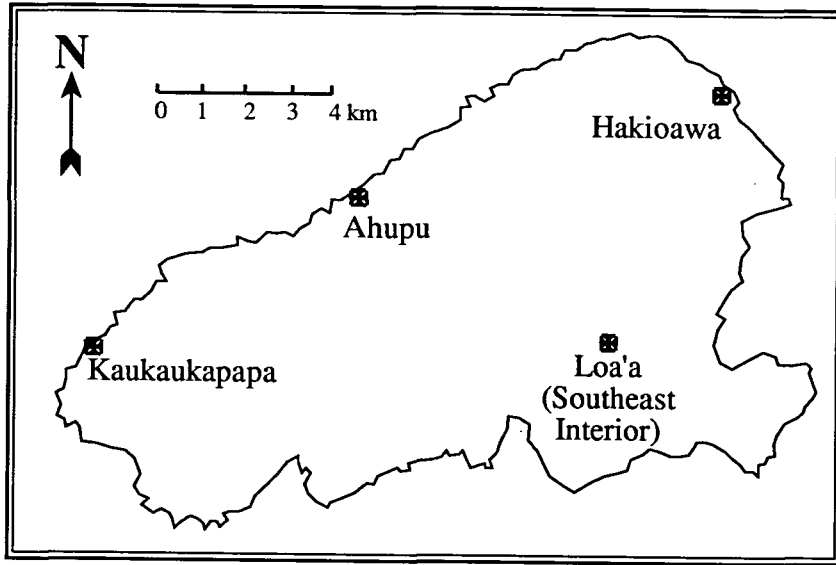 N
0 1 2 3 4 km
Hakioawa
Ahupu
Kaukaukapapa
Loa'a
(Southeast
Interior)